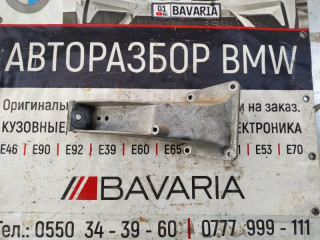 01 BAVARIA
АВТОРАЗБОР BMW
на заказ.
КУЗОВНЫЕ ЭЛЕКТРОНИКА
E46 E90 E92 E39 E60 E65 E53 E70
BAVARIA
Тел.: 0550 34 - 39 - 60 0777 999 - 111